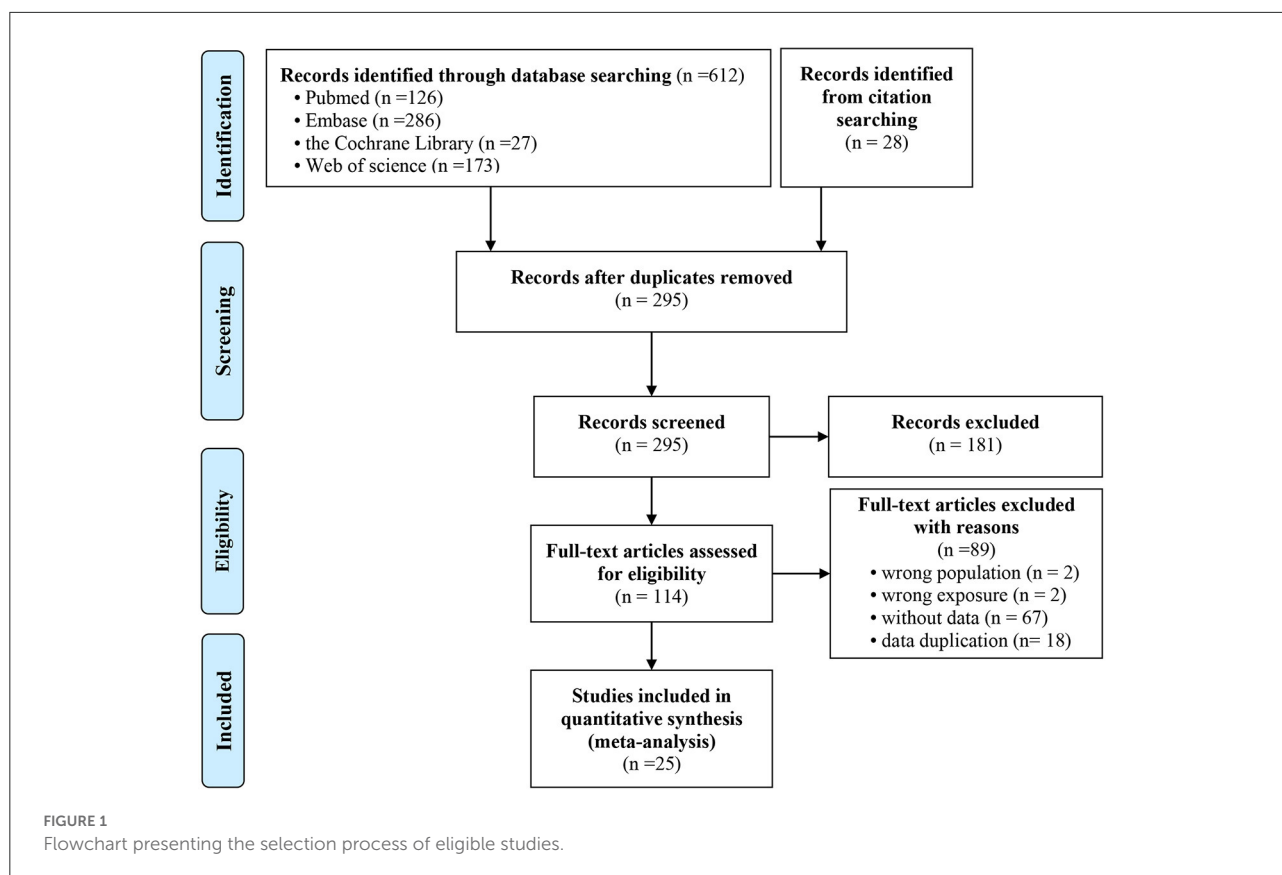 Identification
Records identified through database searching (n =612)
• Pubmed (n =126)
• Embase (n =286)
• the Cochrane Library (n =27)
• Web of science (n =173)
Records identified
from citation
searching
(n = 28)
Screening
Records after duplicates removed
(n = 295)
Records screened
(n = 295)
Records excluded
(n = 181)
Eligibility
Full-text articles assessed
for eligibility
(n = 114)
Full-text articles excluded
with reasons
(n =89)
• wrong population (n = 2)
• wrong exposure (n = 2)
• without data (n = 67)
• data duplication (n= 18)
Included
Studies included in
quantitative synthesis
(meta-analysis)
(n =25)
FIGURE 1
Flowchart presenting the selection process of eligible studies.